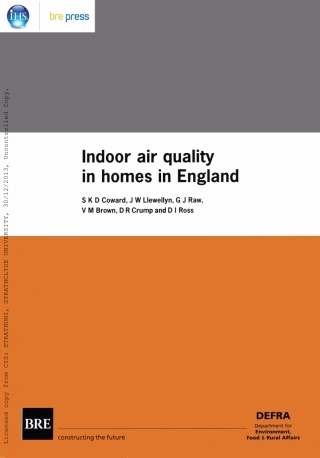 IHS
bre press
Indoor air quality
in homes in England
S K D Coward, J W Llewellyn, G J Raw,
V M Brown, D R Crump and D I Ross
BRE
constructing the future
DEFRA
Department for
Environment,
Food & Rural Affairs
Licensed copy from CIS: STRATHUNI, STRATHCLYDE UNIVERSITY, 30/12/2013, Uncontrolled Copy.